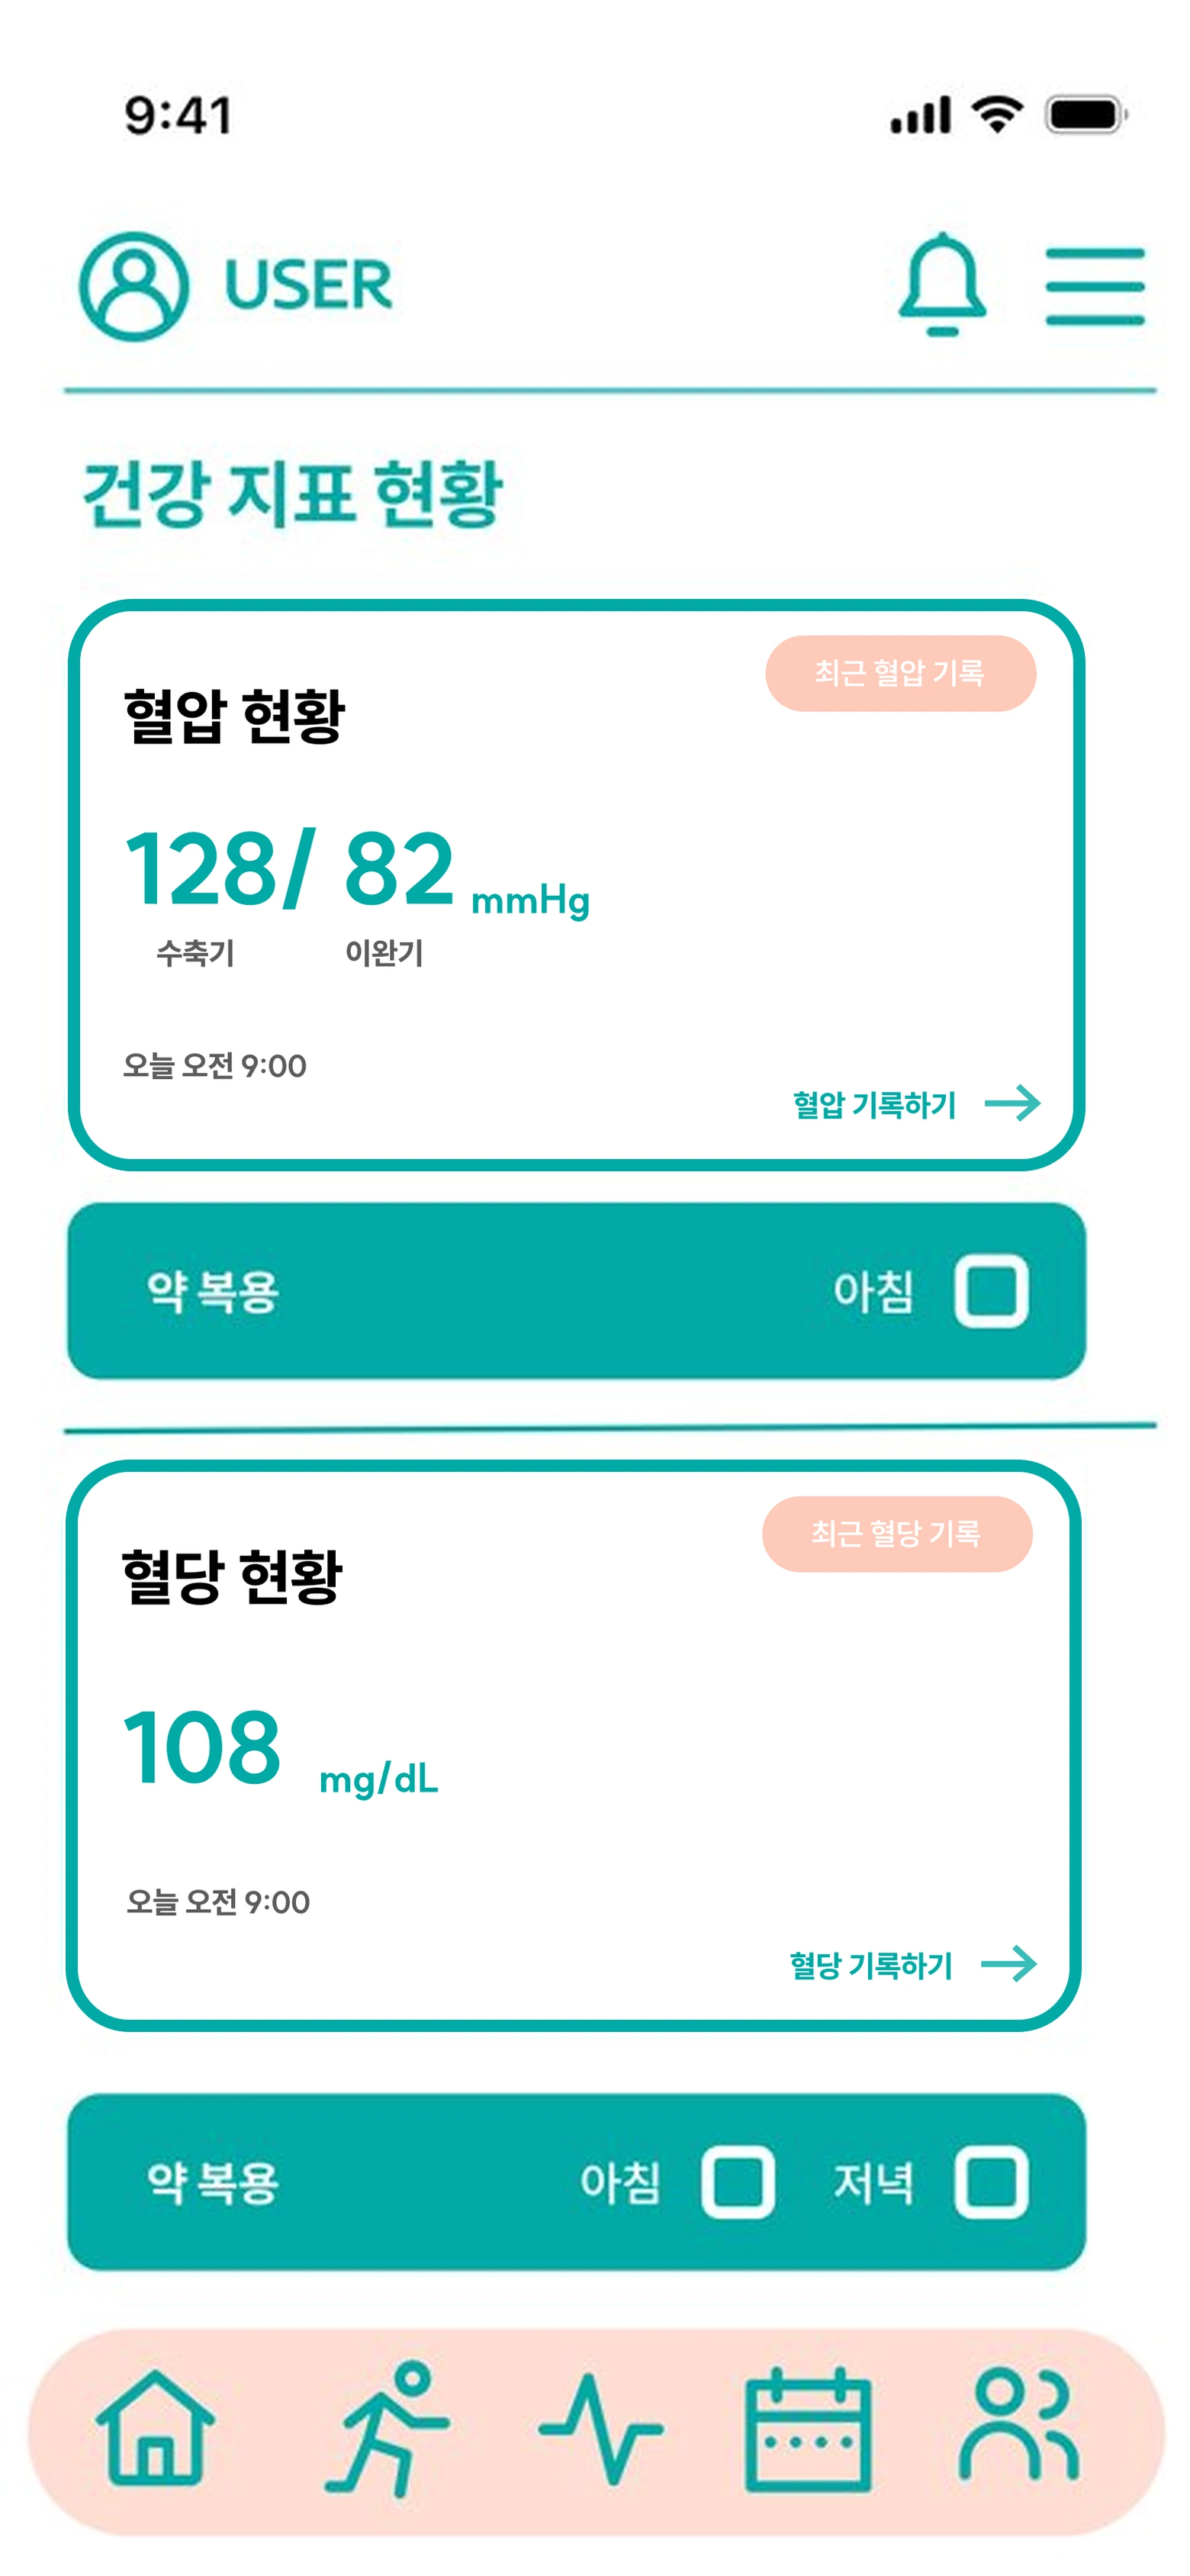 9:41
USER
건강 지표 현황
최근 혈압 기록
혈압 현황
128/ 82 mmHg
수축기 이완기
오늘 오전 9:00
혈압 기록하기
약 복용 아침
최근 혈당 기록
혈당 현황
108 mg/dL
오늘 오전 9:00
혈당 기록하기
약 복용 아침 저녁